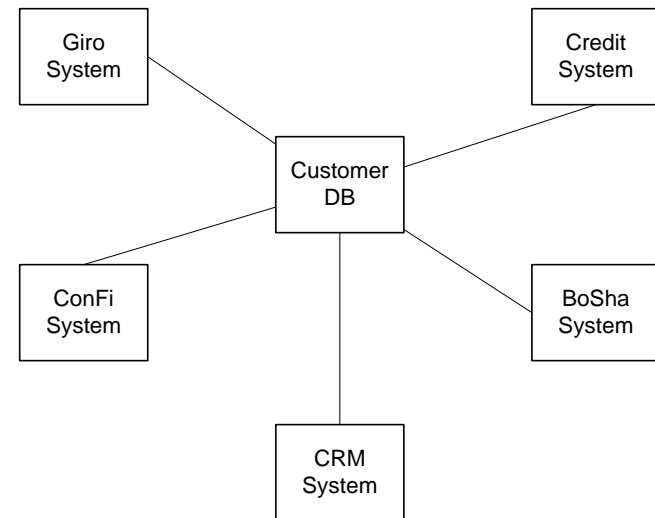 Giro
System
Credit
System
Customer
DB
ConFi
System
BoSha
System
CRM
System